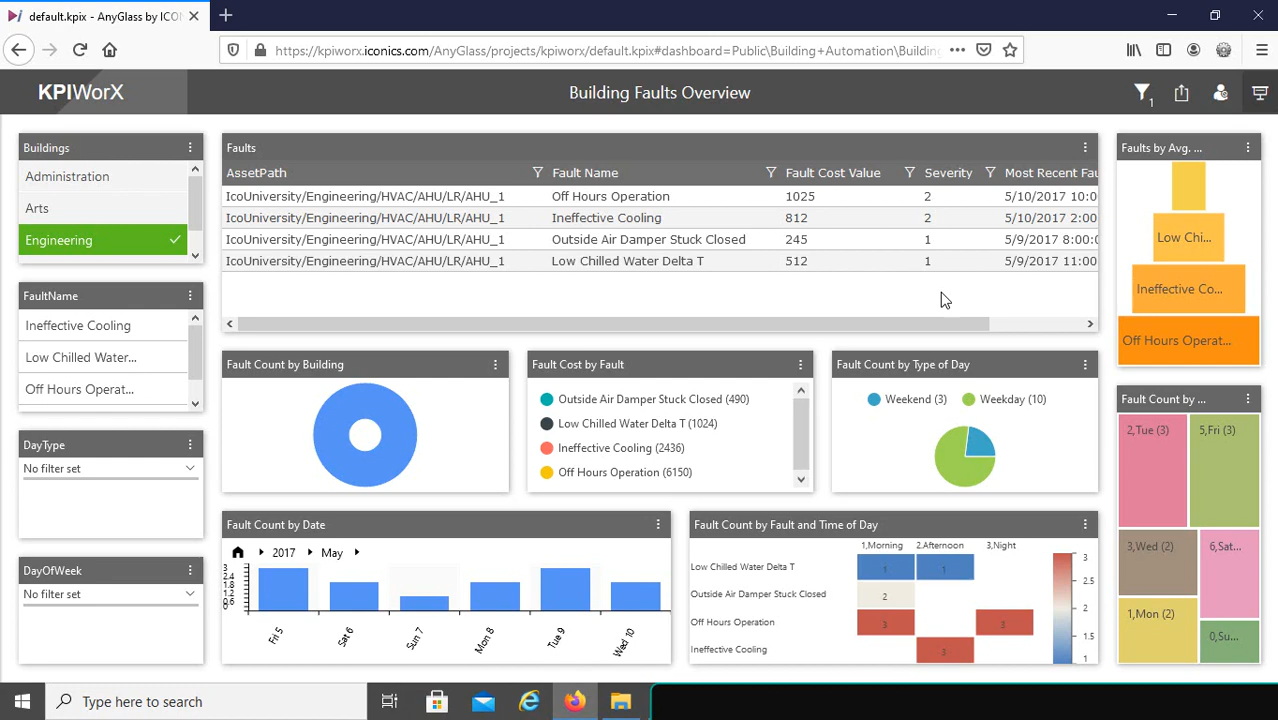 default.kpix - AnyGlass by ICON
https://kpiworx.iconics.com/AnyGlass/projects/kpiworx/default.kpix#dashboard=Public\Building+Automation\Building
KPIWorX
Building Faults Overview
1
Buildings
Administration
Arts
Engineering
FaultName
Ineffective Cooling
Low Chilled Water...
Off Hours Operat...
DayType
No filter set
DayOfWeek
No filter set
Faults
AssetPath Fault Name Fault Cost Value Severity Most Recent Fau
IcoUniversity/Engineering/HVAC/AHU/LR/AHU_1 Off Hours Operation 1025 2 5/10/2017 10:0
IcoUniversity/Engineering/HVAC/AHU/LR/AHU_1 Ineffective Cooling 812 2 5/10/2017 2:00
IcoUniversity/Engineering/HVAC/AHU/LR/AHU_1 Outside Air Damper Stuck Closed 245 1 5/9/2017 8:00:0
IcoUniversity/Engineering/HVAC/AHU/LR/AHU_1 Low Chilled Water Delta T 512 1 5/9/2017 11:00
Fault Count by Building
Fault Cost by Fault
Outside Air Damper Stuck Closed (490)
Low Chilled Water Delta T (1024)
Ineffective Cooling (2436)
Off Hours Operation (6150)
Fault Count by Type of Day
Weekend (3) Weekday (10)
Fault Count by Date
2017 May
3
2.4
1.8
1.2
0.6
0
Fri 5 Sat 6 Sun 7 Mon 8 Tue 9 Wed 10
Fault Count by Fault and Time of Day
1,Morning 2.Afternoon 3,Night
Low Chilled Water Delta T 1 1
Outside Air Damper Stuck Closed 2
Off Hours Operation 3 3
Ineffective Cooling 3
3
2.5
2
1.5
1
Faults by Avg. ...
Low Chi...
Ineffective Co...
Off Hours Operat...
Fault Count by ...
2,Tue (3) 5,Fri (3)
3,Wed (2) 6,Sat...
1,Mon (2) 0,Su...
Type here to search